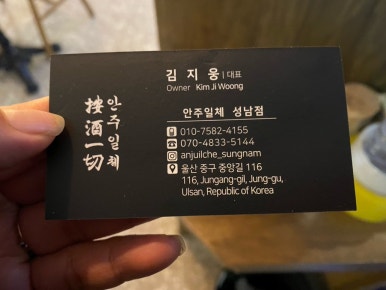 按酒一切
안주일체
김 지 웅 | 대표
Owner Kim Ji Woong
안주일체 성남점
010-7582-4155
070-4833-5144
anjuilche_sungnam
울산 중구 중앙길 116
116, Jungang-gil, Jung-gu,
Ulsan, Republic of Korea